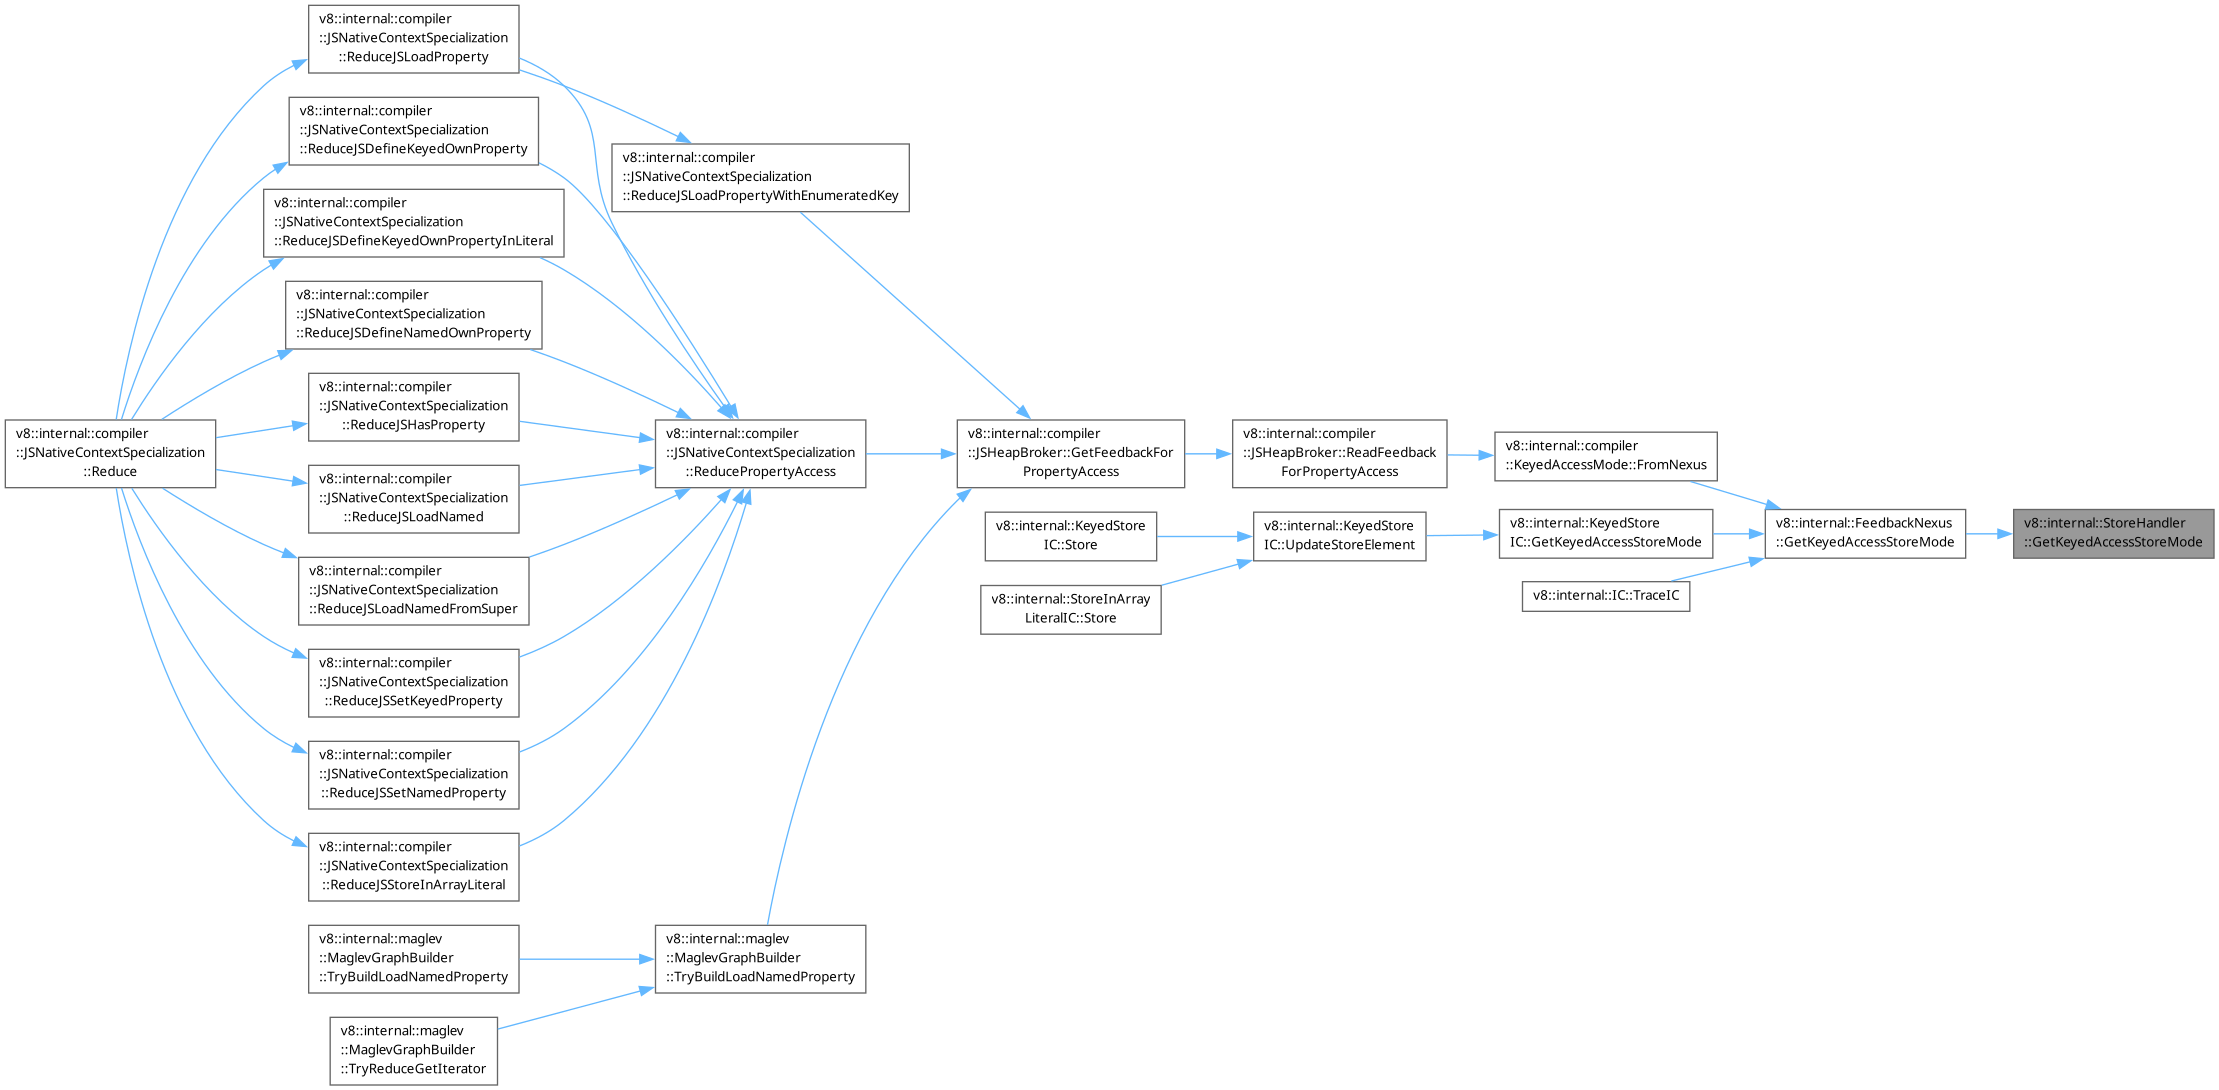 v8::internal::compiler
::JSNativeContextSpecialization
::ReduceJSLoadProperty
v8::internal::compiler
::JSNativeContextSpecialization
::ReduceJSDefineKeyedOwnProperty
v8::internal::compiler
::JSNativeContextSpecialization
::ReduceJSLoadPropertyWithEnumeratedKey
v8::internal::compiler
::JSNativeContextSpecialization
::ReduceJSDefineKeyedOwnPropertyInLiteral
v8::internal::compiler
::JSNativeContextSpecialization
::ReduceJSDefineNamedOwnProperty
v8::internal::compiler
::JSNativeContextSpecialization
::ReduceJSHasProperty
v8::internal::compiler
::JSNativeContextSpecialization
::Reduce
v8::internal::compiler
::JSNativeContextSpecialization
::ReducePropertyAccess
v8::internal::compiler
::JSHeapBroker::GetFeedbackFor
PropertyAccess
v8::internal::compiler
::JSHeapBroker::ReadFeedback
ForPropertyAccess
v8::internal::compiler
::KeyedAccessMode::FromNexus
v8::internal::compiler
::JSNativeContextSpecialization
::ReduceJSLoadNamed
v8::internal::KeyedStore
IC::Store
v8::internal::KeyedStore
IC::UpdateStoreElement
v8::internal::KeyedStore
IC::GetKeyedAccessStoreMode
v8::internal::FeedbackNexus
::GetKeyedAccessStoreMode
v8::internal::StoreHandler
::GetKeyedAccessStoreMode
v8::internal::compiler
::JSNativeContextSpecialization
::ReduceJSLoadNamedFromSuper
v8::internal::StoreInArray
LiteralIC::Store
v8::internal::IC::TraceIC
v8::internal::compiler
::JSNativeContextSpecialization
::ReduceJSSetKeyedProperty
v8::internal::compiler
::JSNativeContextSpecialization
::ReduceJSSetNamedProperty
v8::internal::compiler
::JSNativeContextSpecialization
::ReduceJSStoreInArrayLiteral
v8::internal::maglev
::MaglevGraphBuilder
::TryBuildLoadNamedProperty
v8::internal::maglev
::MaglevGraphBuilder
::TryBuildLoadNamedProperty
v8::internal::maglev
::MaglevGraphBuilder
::TryReduceGetIterator